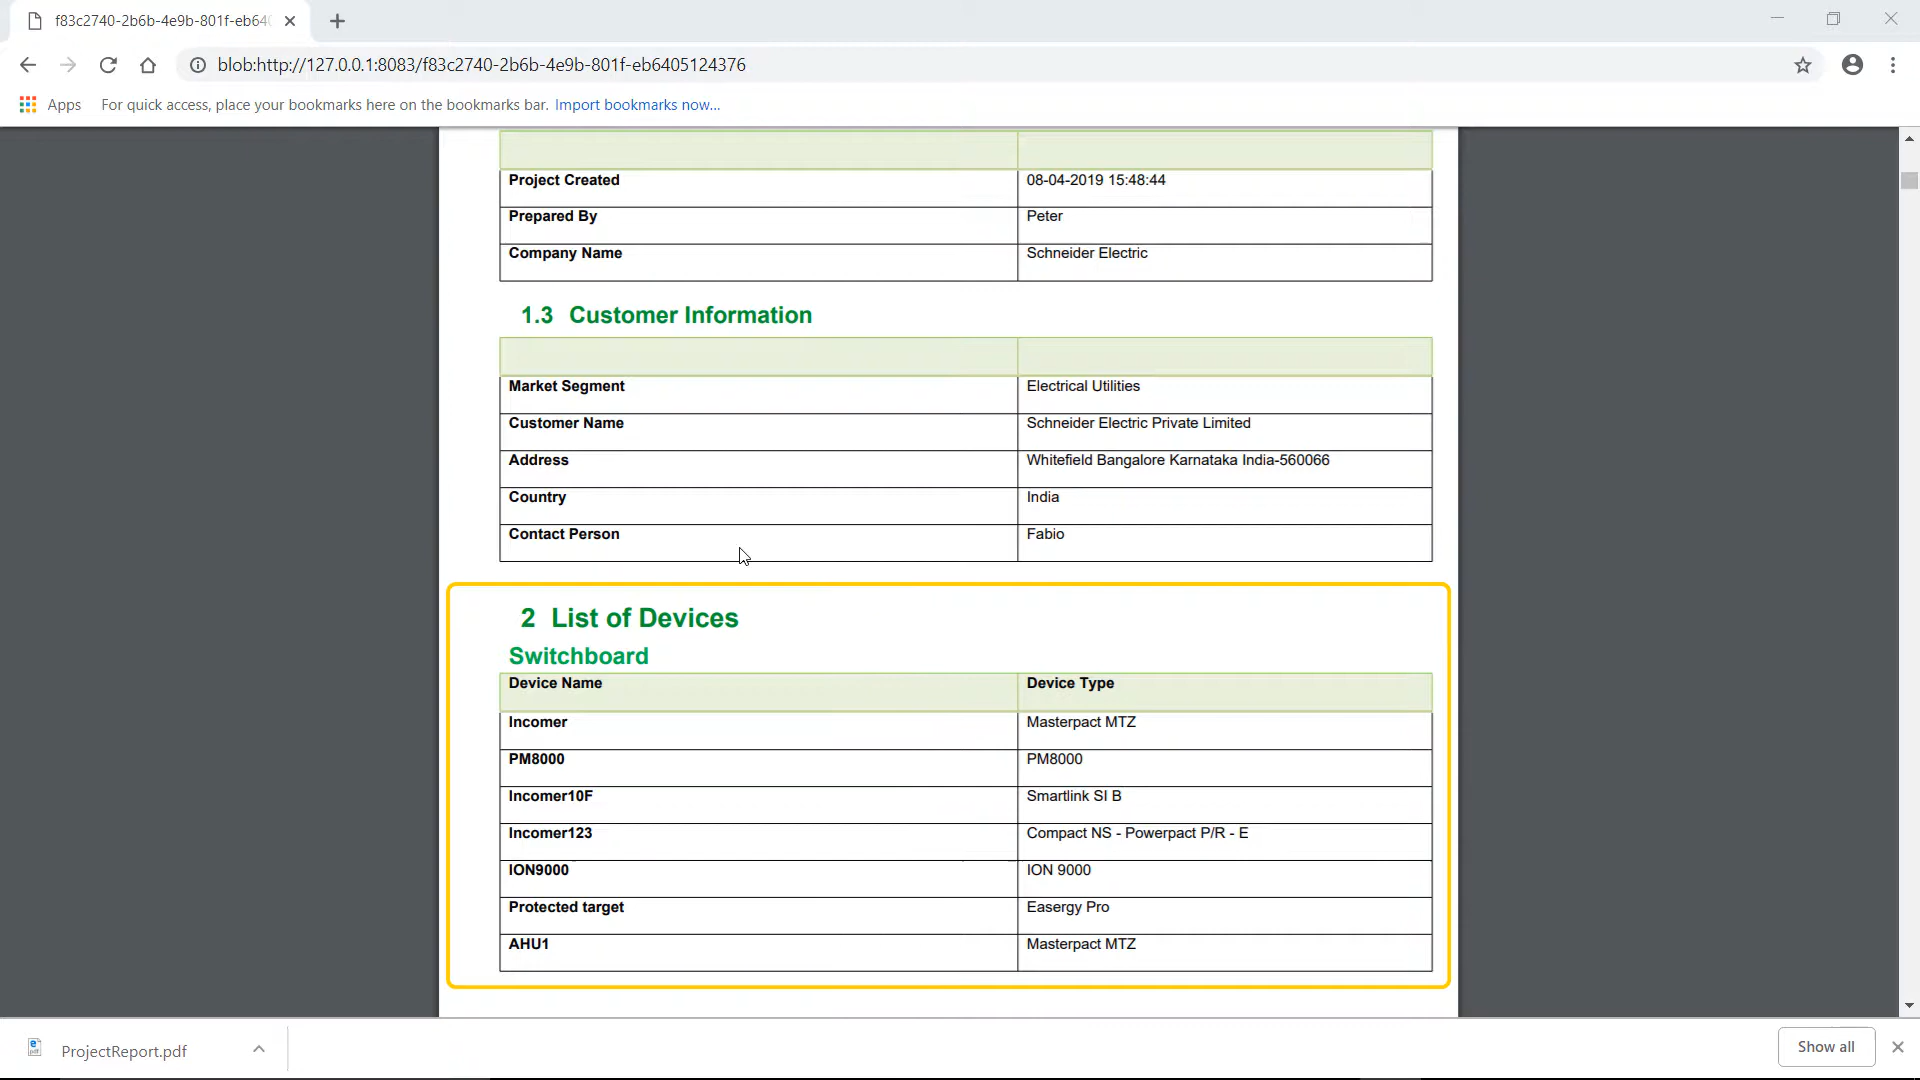 f83c2740-2b6b-4e9b-801f-eb640
blob:http://127.0.0.1:8083/f83c2740-2b6b-4e9b-801f-eb6405124376
Apps For quick access, place your bookmarks here on the bookmarks bar. Import bookmarks now...
Project Created 08-04-2019 15:48:44
Prepared By Peter
Company Name Schneider Electric
1.3 Customer Information
Market Segment Electrical Utilities
Customer Name Schneider Electric Private Limited
Address Whitefield Bangalore Karnataka India-560066
Country India
Contact Person Fabio
2 List of Devices
Switchboard
Device Name Device Type
Incomer Masterpact MTZ
PM8000 PM8000
Incomer10F Smartlink SI B
Incomer123 Compact NS - Powerpact P/R - E
ION9000 ION 9000
Protected target Easergy Pro
AHU1 Masterpact MTZ
ProjectReport.pdf Show all